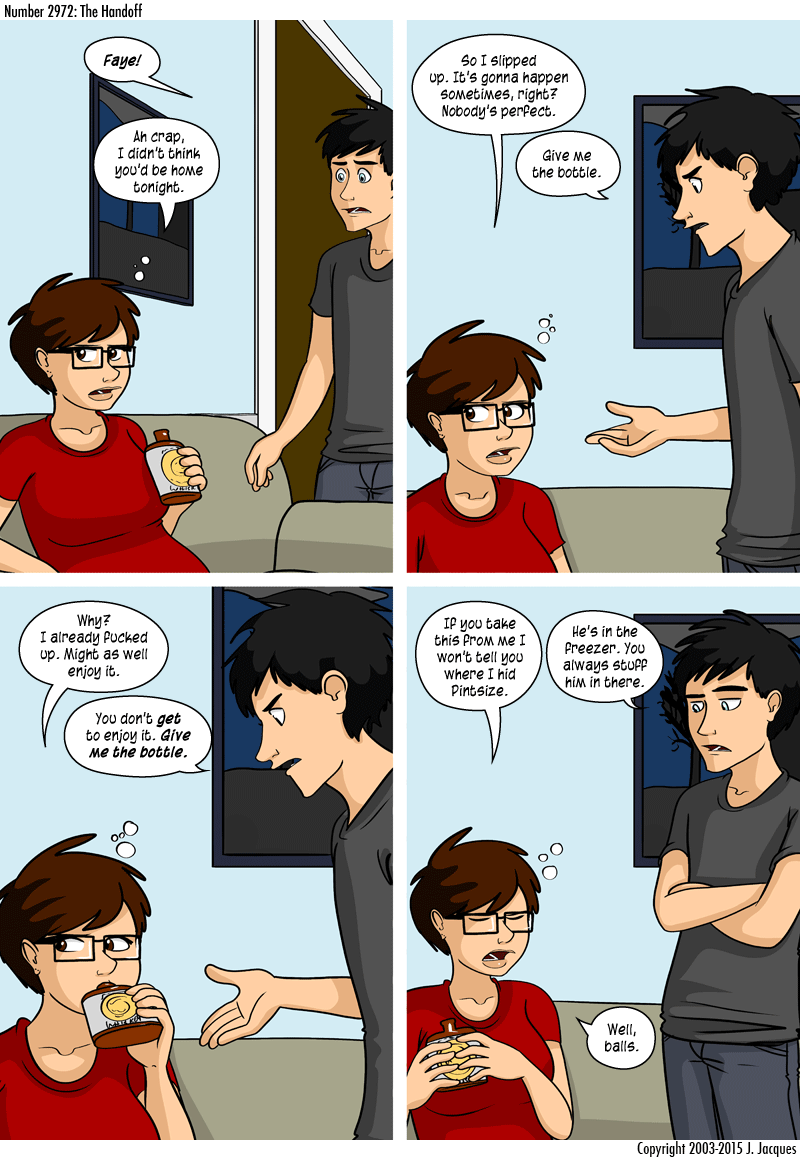 Number 2972: The Handoff
Faye!
Ah crap,
I didn't think
you'd be home
tonight.
So I slipped
up. It's gonna happen
sometimes, right?
Nobody's perfect.
Give me
the bottle.
Why?
I already fucked
up. Might as well
enjoy it.
You don't get
to enjoy it. Give
me the bottle.
If you take
this from me I
won't tell you
where I hid
Pintsize.
He's in the
freezer. You
always stuff
him in there.
Well,
balls.
Copyright 2003-2015 J. Jacques